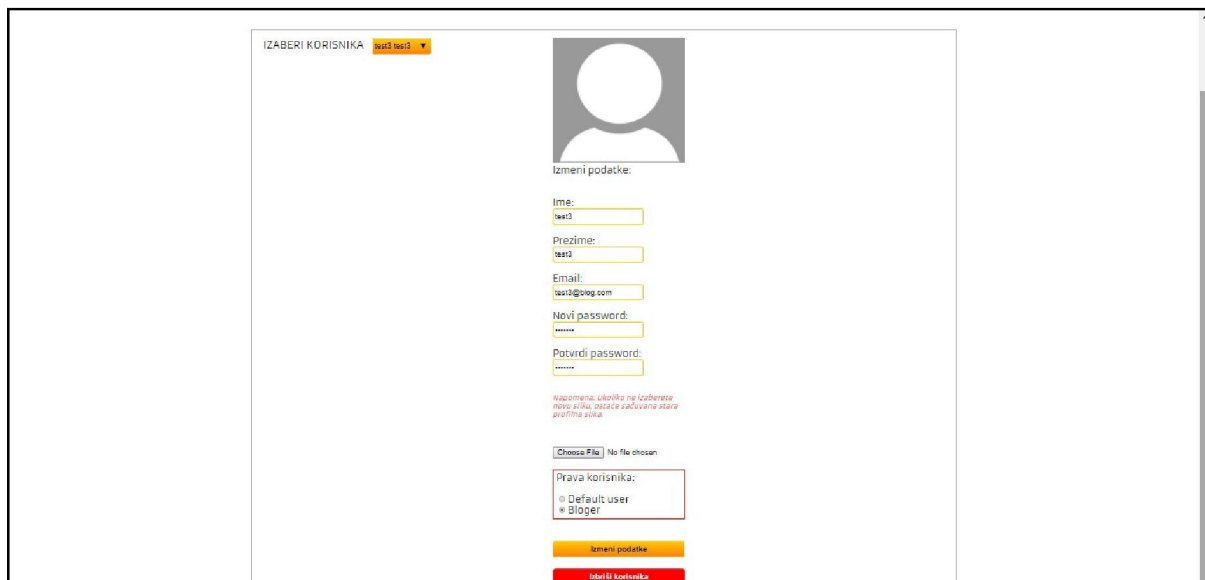 IZABERI KORISNIKA test3 test3
Izmeni podatke:
Ime:
test3
Prezime:
test3
Email:
test3@blog.com
Novi password:
•••••••
Potvrdi password:
•••••••
Napomena: Ukoliko ne izaberete
novu sliku, ostaće sačuvana stara
profilna slika.
Choose File No file chosen
Prava korisnika:
Default user
Bloger
Izmeni podatke
Izbriši korisnika